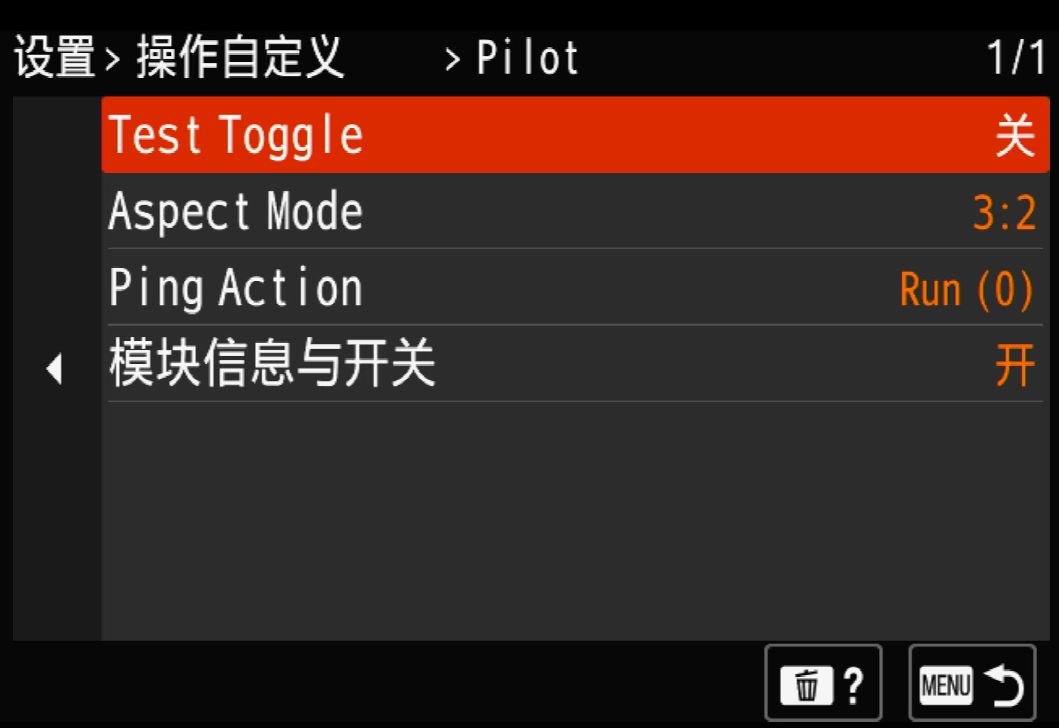 设置> 操作自定义 > Pilot 1/1
Test Toggle 关
Aspect Mode 3:2
Ping Action Run (0)
模块信息与开关 开
? MENU